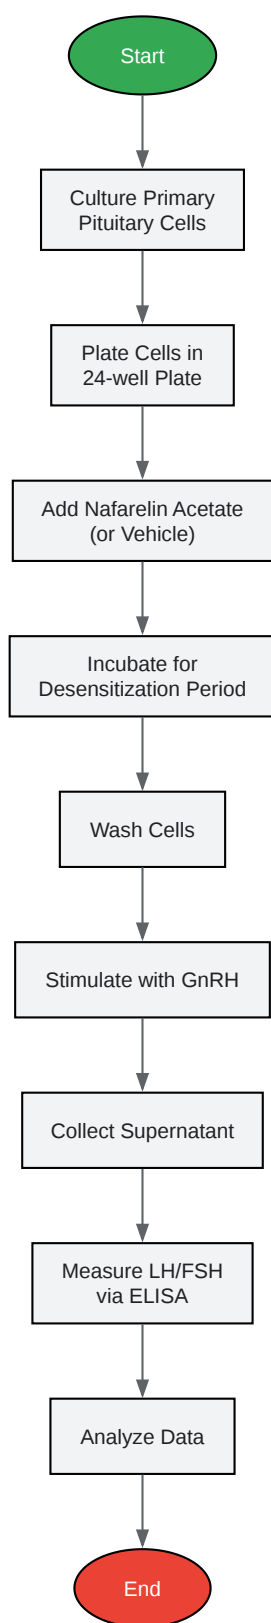 Start
Culture Primary
Pituitary Cells
Plate Cells in
24-well Plate
Add Nafarelin Acetate
(or Vehicle)
Incubate for
Desensitization Period
Wash Cells
Stimulate with GnRH
Collect Supernatant
Measure LH/FSH
via ELISA
Analyze Data
End